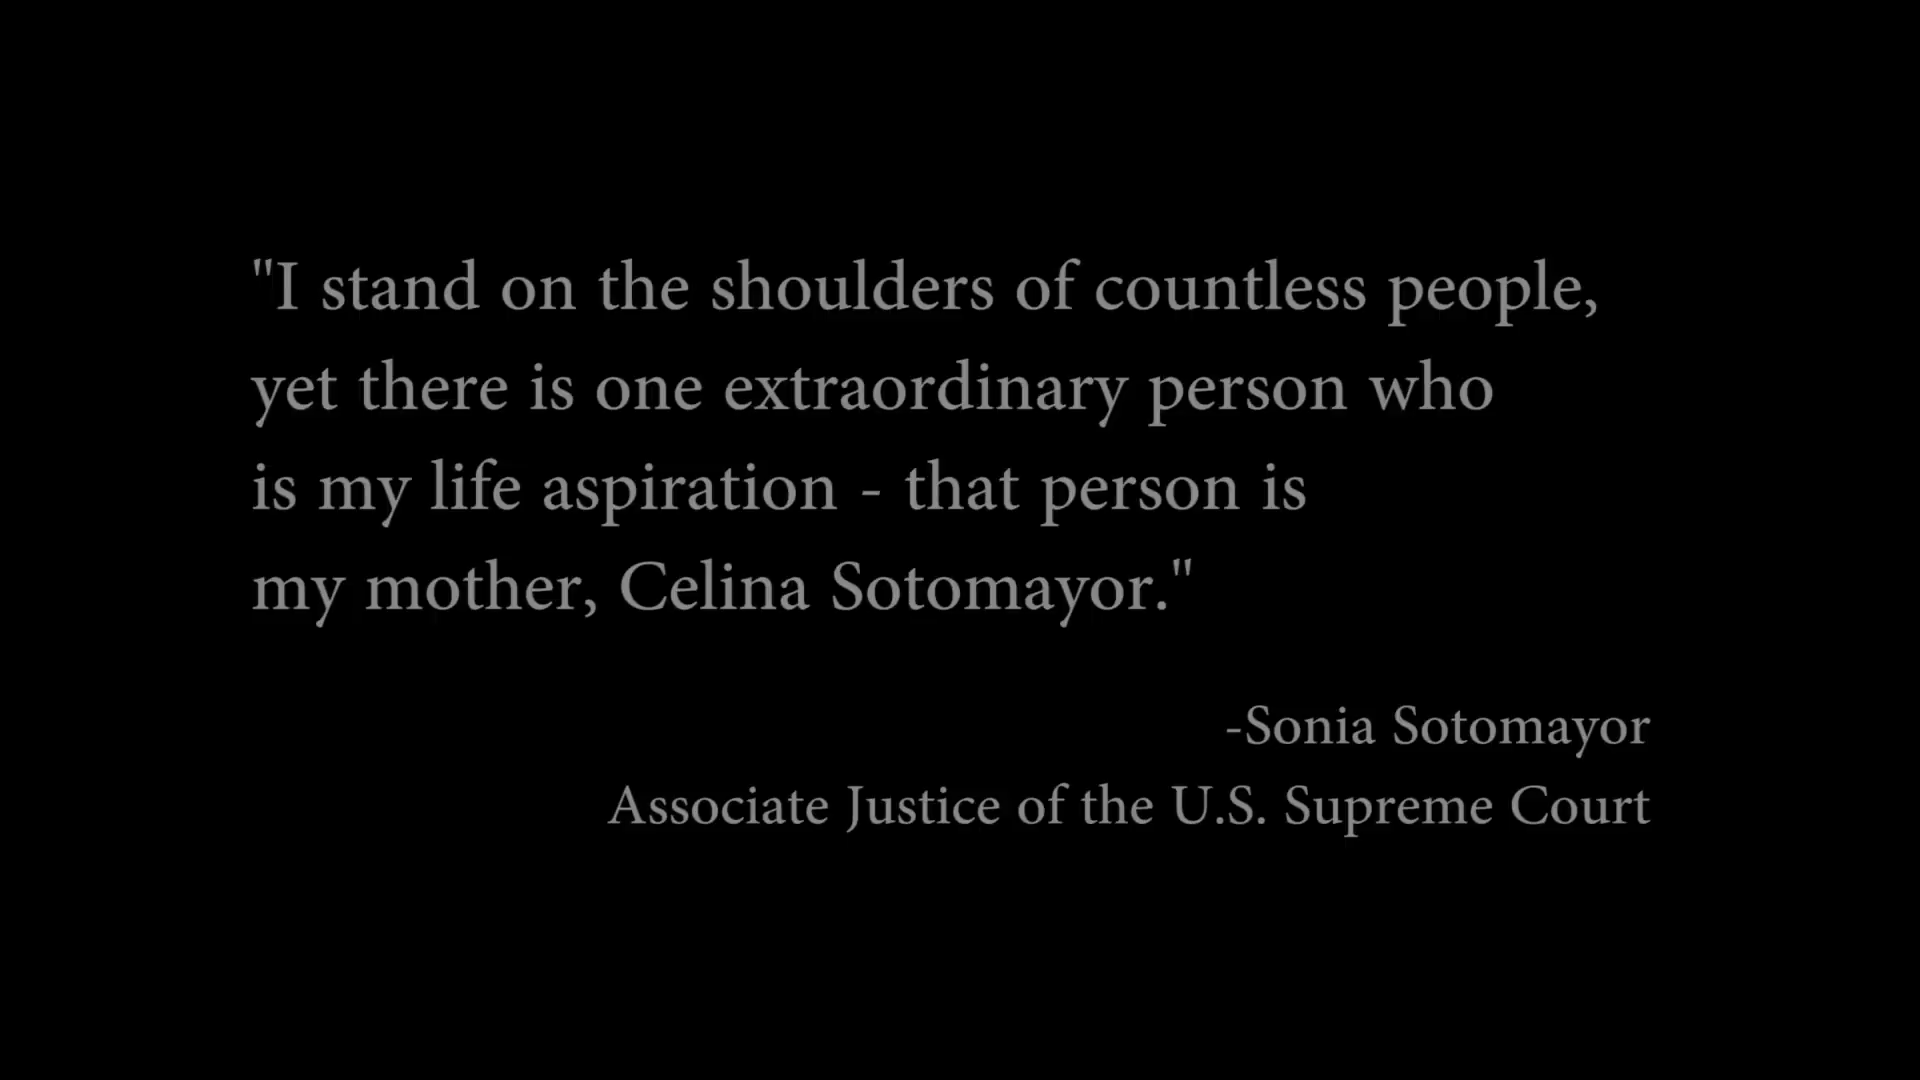 "I stand on the shoulders of countless people,
yet there is one extraordinary person who
is my life aspiration - that person is
my mother, Celina Sotomayor."
-Sonia Sotomayor
Associate Justice of the U.S. Supreme Court